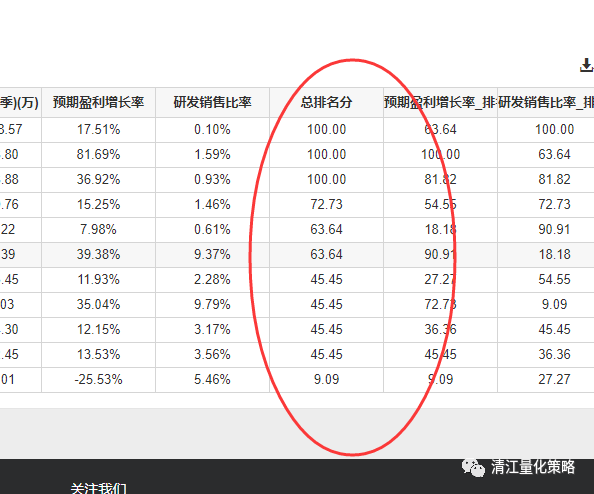 季)(万) 预期盈利增长率 研发销售比率 总排名分 预期盈利增长率_排 研发销售比率_排
3.57 17.51% 0.10% 100.00 63.64 100.00
.80 81.69% 1.59% 100.00 100.00 63.64
.88 36.92% 0.93% 100.00 81.82 81.82
.76 15.25% 1.46% 72.73 54.55 72.73
.22 7.98% 0.61% 63.64 18.18 90.91
.39 39.38% 9.37% 63.64 90.91 18.18
.45 11.93% 2.28% 45.45 27.27 54.55
.03 35.04% 9.79% 45.45 72.73 9.09
.30 12.15% 3.17% 45.45 36.36 45.45
.45 13.53% 3.56% 45.45 45.45 36.36
.01 -25.53% 5.46% 9.09 9.09 27.27
清江量化策略
关注我们